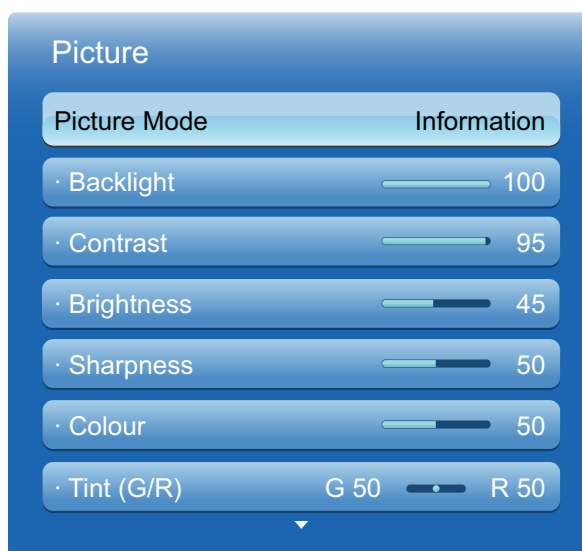 Picture
Picture Mode Information
· Backlight 100
· Contrast 95
· Brightness 45
· Sharpness 50
· Colour 50
· Tint (G/R) G 50 R 50